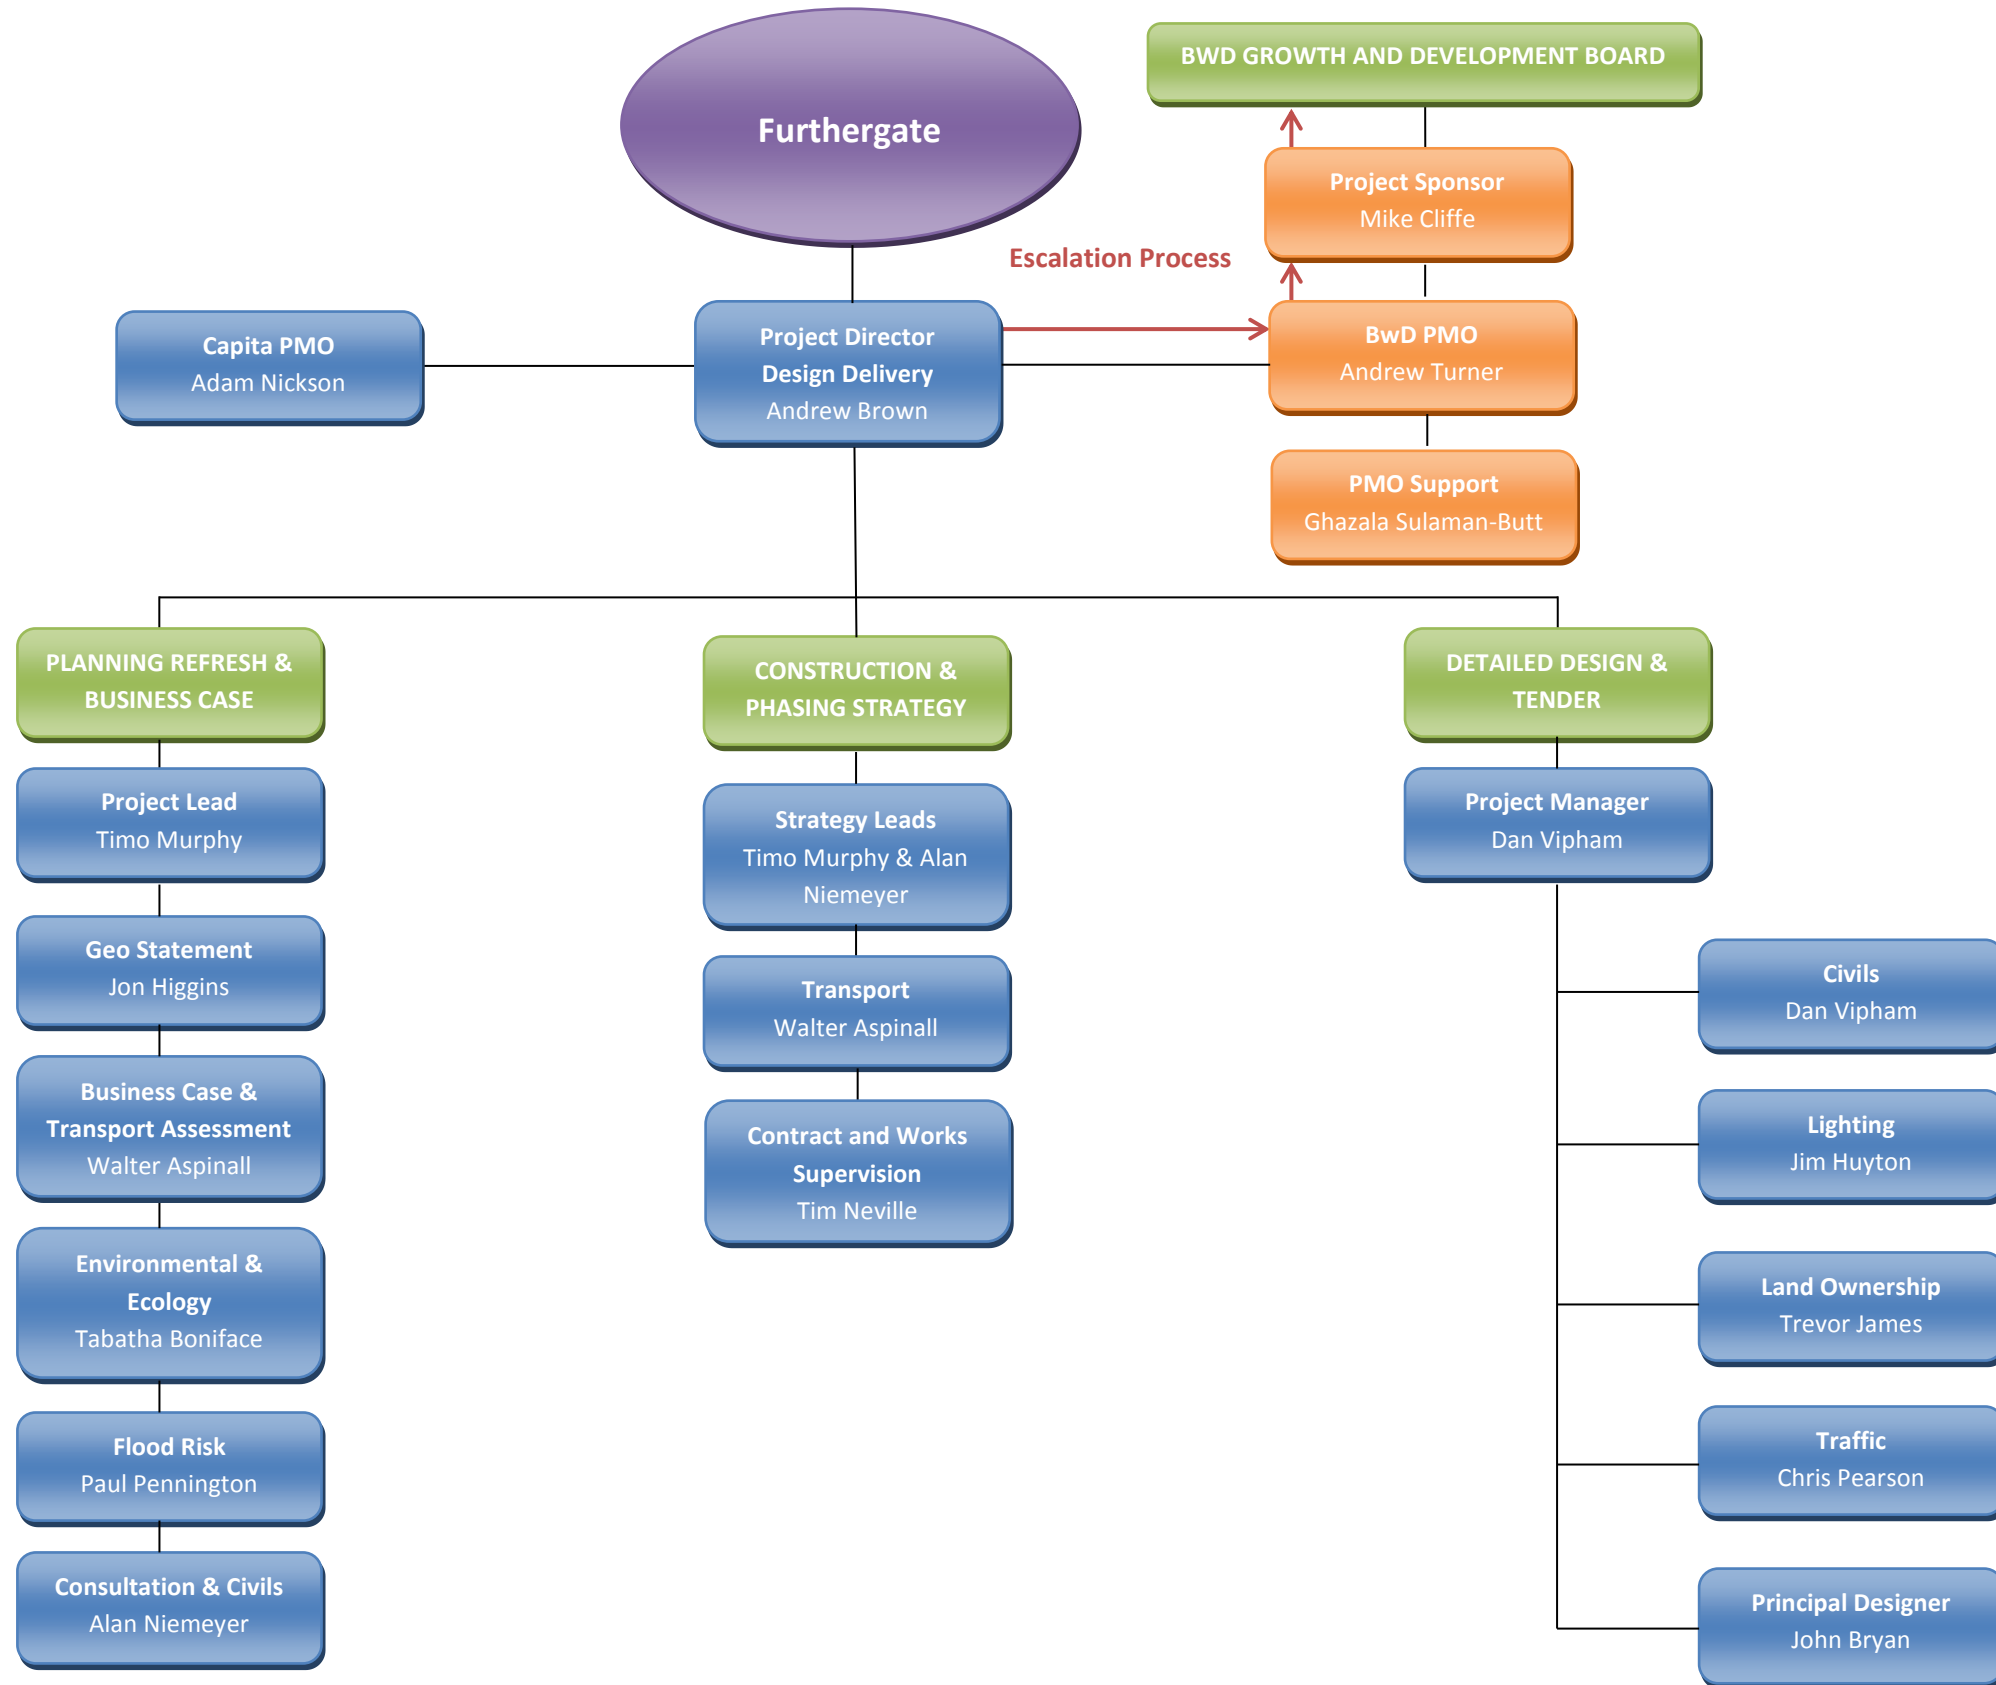 Furthergate
BWD GROWTH AND DEVELOPMENT BOARD
Project Sponsor
Mike Cliffe
Escalation Process
Capita PMO
Adam Nickson
Project Director
Design Delivery
Andrew Brown
BwD PMO
Andrew Turner
PMO Support
Ghazala Sulaman-Butt
PLANNING REFRESH &
BUSINESS CASE
Project Lead
Timo Murphy
Geo Statement
Jon Higgins
Business Case &
Transport Assessment
Walter Aspinall
Environmental &
Ecology
Tabatha Boniface
Flood Risk
Paul Pennington
Consultation & Civils
Alan Niemeyer
CONSTRUCTION &
PHASING STRATEGY
Strategy Leads
Timo Murphy & Alan
Niemeyer
Transport
Walter Aspinall
Contract and Works
Supervision
Tim Neville
DETAILED DESIGN &
TENDER
Project Manager
Dan Vipham
Civils
Dan Vipham
Lighting
Jim Huyton
Land Ownership
Trevor James
Traffic
Chris Pearson
Principal Designer
John Bryan